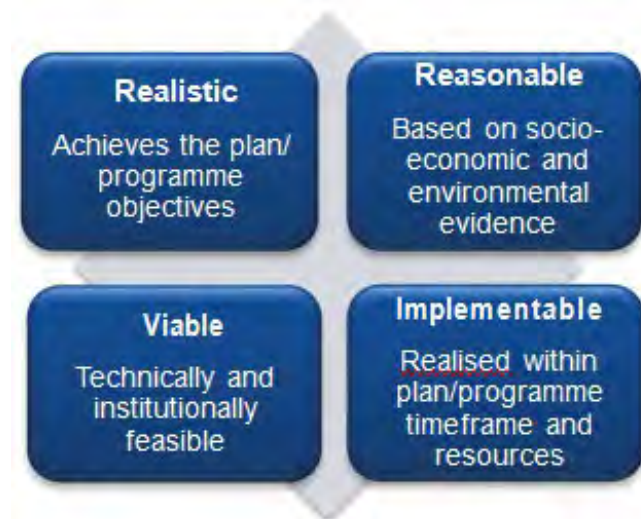 Realistic
Achieves the plan/
programme
objectives
Reasonable
Based on socio-
economic and
environmental
evidence
Viable
Technically and
institutionally
feasible
Implementable
Realised within
plan/programme
timeframe and
resources